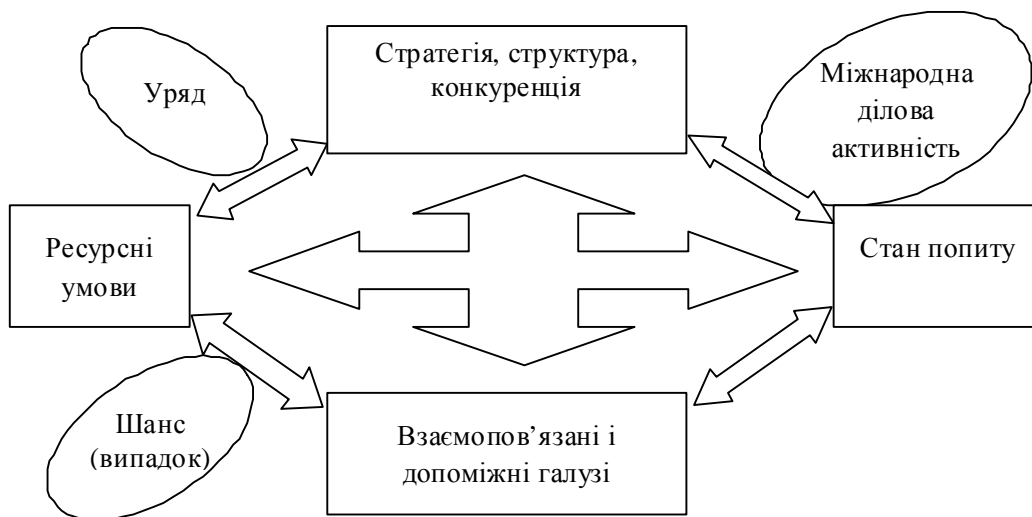 Уряд
Стратегія, структура,
конкуренція
Міжнародна
ділова
активність
Ресурсні
умови
Стан попиту
Шанс
(випадок)
Взаємопов’язані і
допоміжні галузі